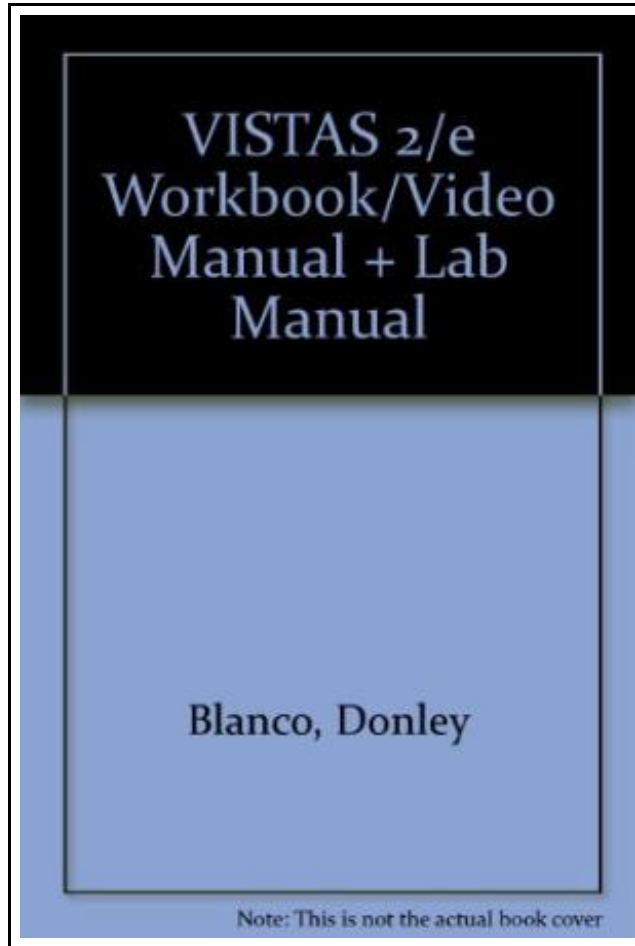 VISTAS 2/e
Workbook/Video
Manual + Lab
Manual
Blanco, Donley
Note: This is not the actual book cover